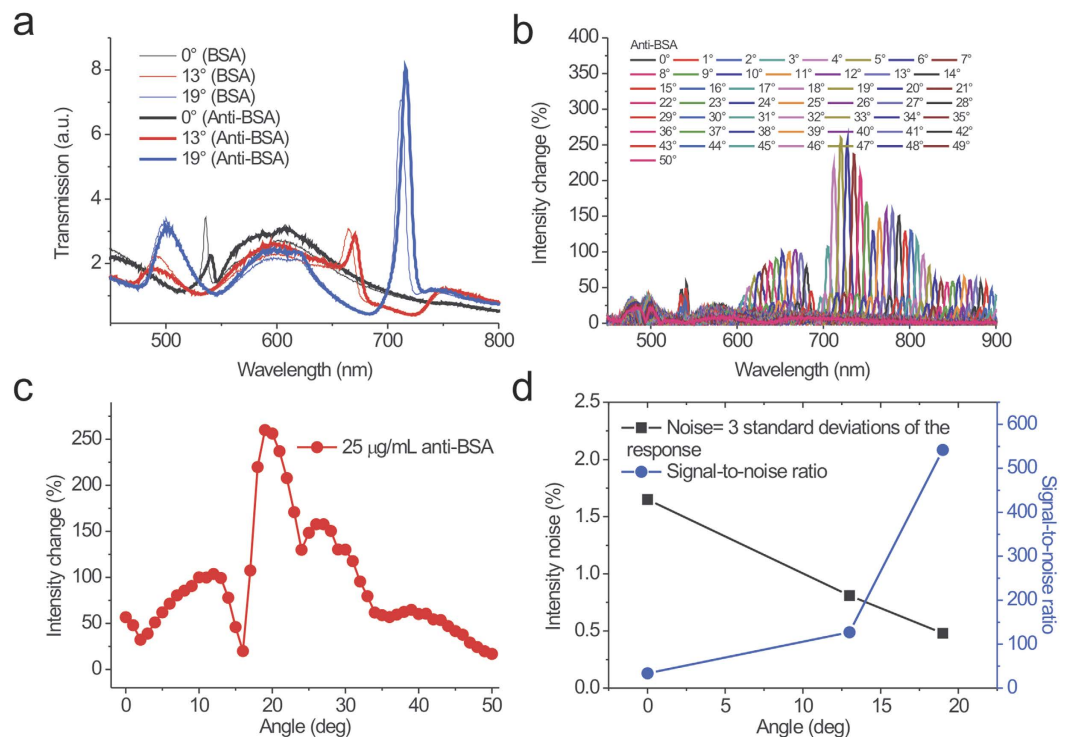 a
0° (BSA)
13° (BSA)
19° (BSA)
0° (Anti-BSA)
13° (Anti-BSA)
19° (Anti-BSA)
8
6
4
2
Transmission (a.u.)
500 600 700 800
Wavelength (nm)
b
Anti-BSA
0° 1° 2° 3° 4° 5° 6° 7°
8° 9° 10° 11° 12° 13° 14°
15° 16° 17° 18° 19° 20° 21°
22° 23° 24° 25° 26° 27° 28°
29° 30° 31° 32° 33° 34° 35°
36° 37° 38° 39° 40° 41° 42°
43° 44° 45° 46° 47° 48° 49°
50°
400
350
300
250
200
150
100
50
0
Intensity change (%)
500 600 700 800 900
Wavelength (nm)
c
25 µg/mL anti-BSA
250
200
150
100
50
0
Intensity change (%)
0 10 20 30 40 50
Angle (deg)
d
Noise= 3 standard deviations of the
response
Signal-to-noise ratio
2.5
2.0
1.5
1.0
0.5
0.0
Intensity noise (%)
600
500
400
300
200
100
0
Signal-to-noise ratio
0 5 10 15 20
Angle (deg)